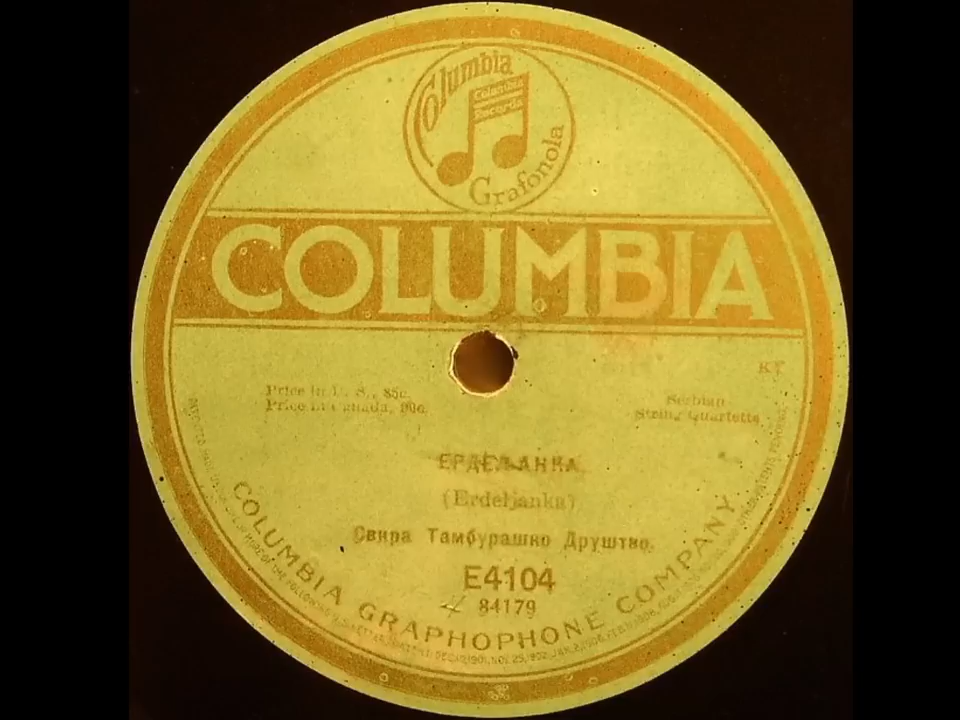 Columbia
Columbia
Records
Grafonola
COLUMBIA
KT
Price in U. S., 85c.
Price in Canada, 90c.
Serbian
String Quartette
ЕРДЕЉАНКА.
(Erdeljanka)
Свира Тамбурашко Друштво.
E4104
4 84179
COLUMBIA GRAPHOPHONE COMPANY